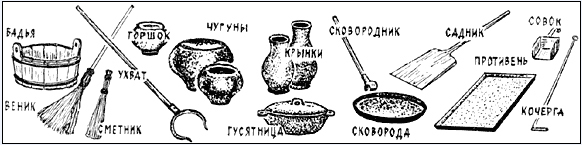 БАДЬЯ
ГОРШОК
ЧУГУНЫ
КРЫНКИ
СКОВОРОДНИК
САДНИК
СОВОК
УХВАТ
ПРОТИВЕНЬ
ВЕНИК
СМЕТНИК
ГУСЯТНИЦА
СКОВОРОДА
КОЧЕРГА